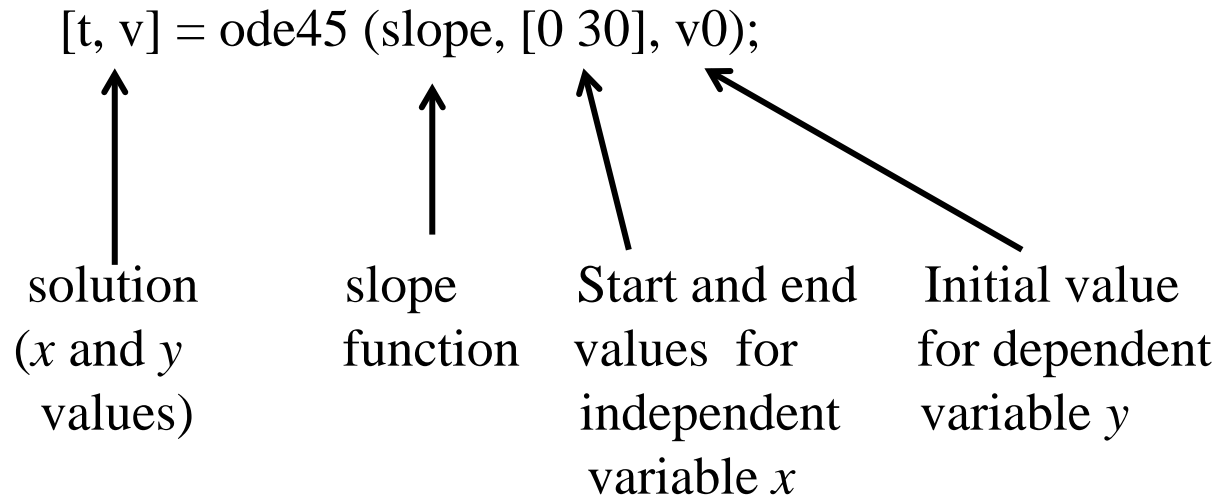 [t, v] = ode45 (slope, [0 30], v0);
solution
(x and y
values)
slope
function
Start and end
values for
independent
variable x
Initial value
for dependent
variable y